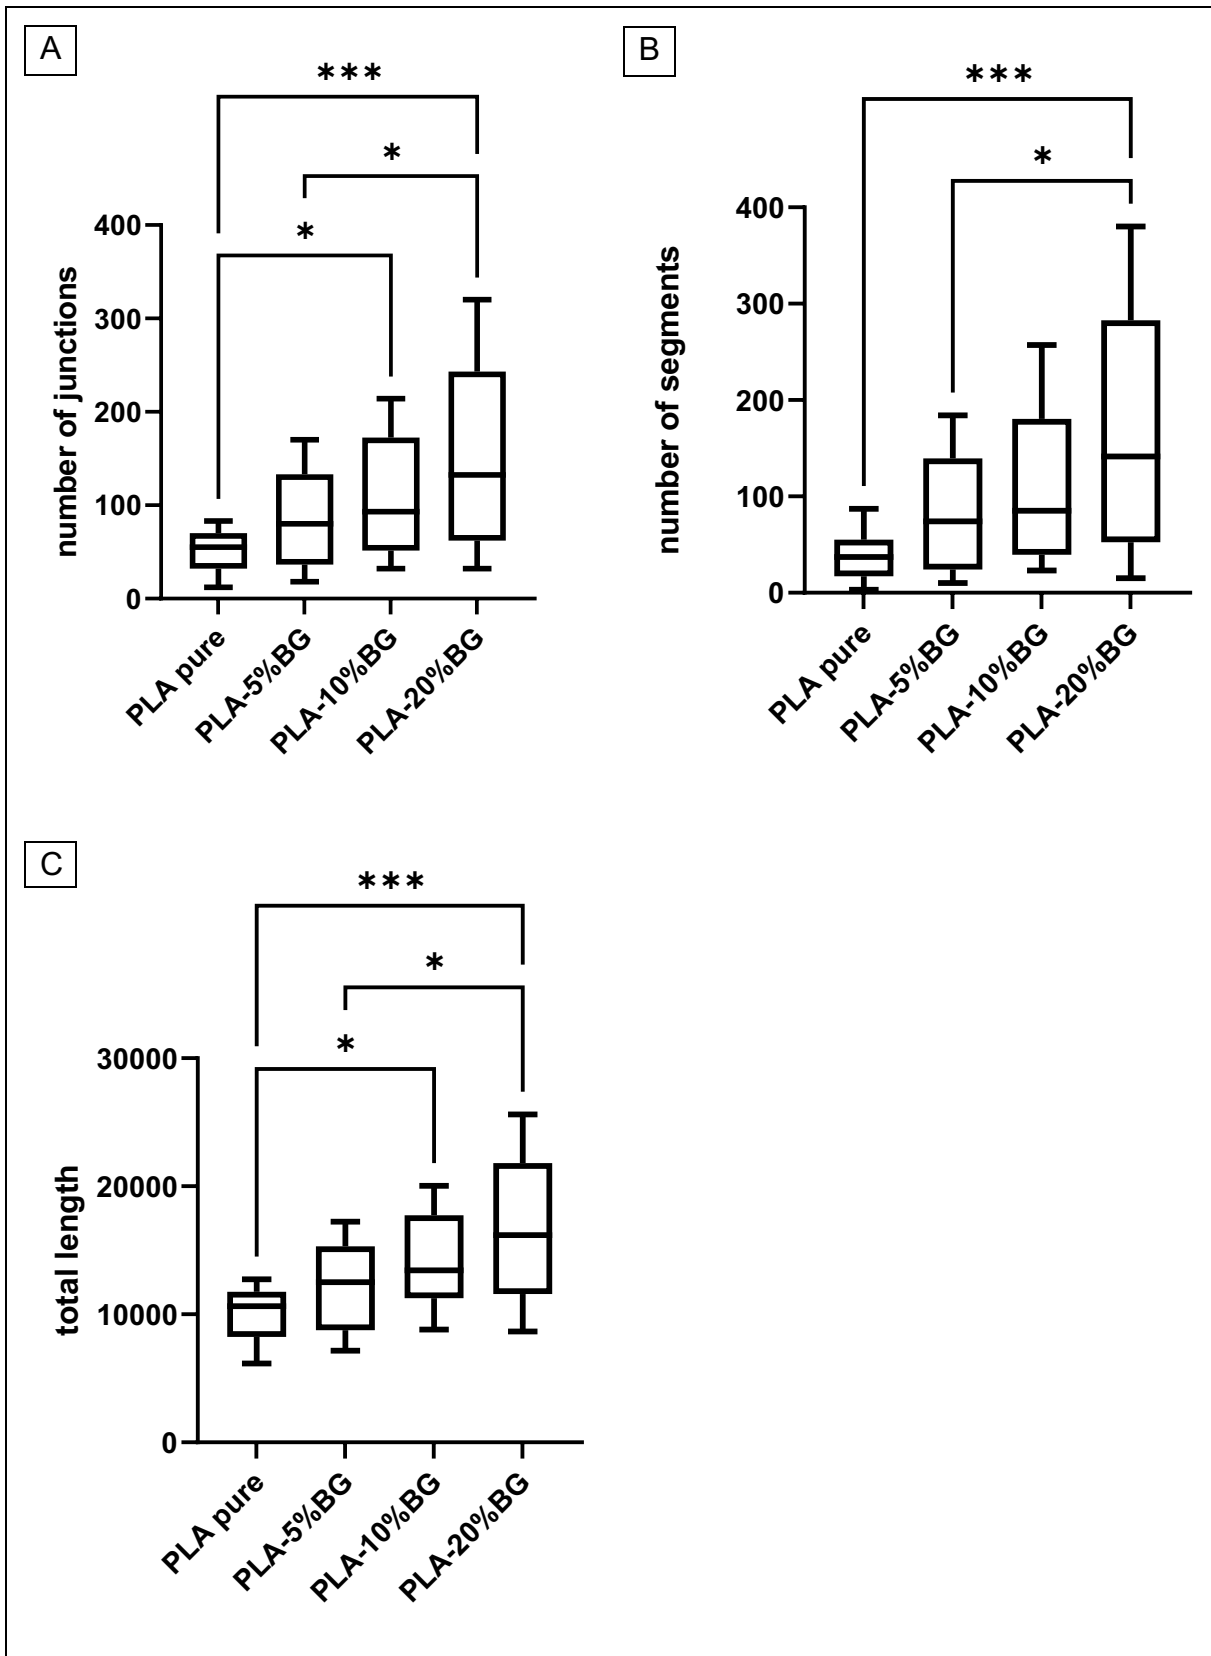 A
***
*
*
400
300
200
100
0
number of junctions
PLA pure
PLA-5%BG
PLA-10%BG
PLA-20%BG
B
***
*
400
300
200
100
0
number of segments
PLA pure
PLA-5%BG
PLA-10%BG
PLA-20%BG
C
***
*
*
30000
20000
10000
0
total length
PLA pure
PLA-5%BG
PLA-10%BG
PLA-20%BG